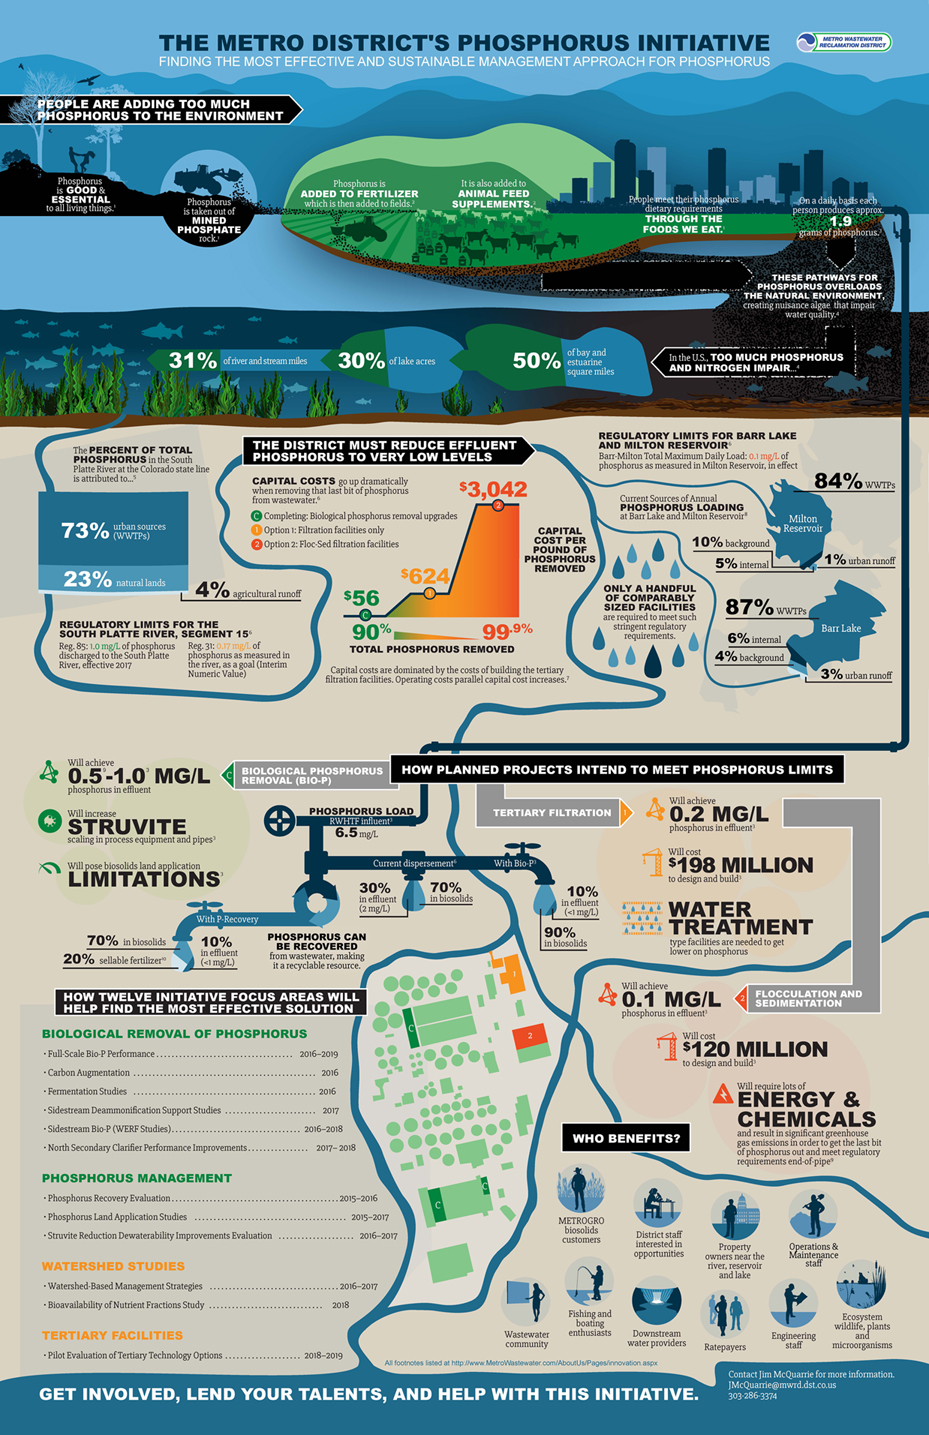 THE METRO DISTRICT'S PHOSPHORUS INITIATIVE
FINDING THE MOST EFFECTIVE AND SUSTAINABLE MANAGEMENT APPROACH FOR PHOSPHORUS
METRO WASTEWATER
RECLAMATION DISTRICT
PEOPLE ARE ADDING TOO MUCH
PHOSPHORUS TO THE ENVIRONMENT
Phosphorus
is GOOD &
ESSENTIAL
to all living things.¹
Phosphorus
is taken out of
MINED
PHOSPHATE
rock.¹
Phosphorus is
ADDED TO FERTILIZER
which is then added to fields.²
It is also added to
ANIMAL FEED
SUPPLEMENTS.²
People meet their phosphorus
dietary requirements
THROUGH THE
FOODS WE EAT.¹
On a daily basis each
person produces approx.
1.9
grams of phosphorus.³
THESE PATHWAYS FOR
PHOSPHORUS OVERLOADS
THE NATURAL ENVIRONMENT,
creating nuisance algae that impair
water quality.⁴
In the U.S., TOO MUCH PHOSPHORUS
AND NITROGEN IMPAIR...⁴
50% of bay and
estuarine
square miles
30% of lake acres
31% of river and stream miles
The PERCENT OF TOTAL
PHOSPHORUS in the South
Platte River at the Colorado state line
is attributed to...⁵
73% urban sources
(WWTPs)
23% natural lands
4% agricultural runoff
REGULATORY LIMITS FOR THE
SOUTH PLATTE RIVER, SEGMENT 15⁶
Reg. 85: 1.0 mg/L of phosphorus
discharged to the South Platte
River, effective 2017
Reg. 31: 0.17 mg/L of
phosphorus as measured in
the river, as a goal (Interim
Numeric Value)
THE DISTRICT MUST REDUCE EFFLUENT
PHOSPHORUS TO VERY LOW LEVELS
CAPITAL COSTS go up dramatically
when removing that last bit of phosphorus
from wastewater.⁶
C Completing: Biological phosphorus removal upgrades
1 Option 1: Filtration facilities only
2 Option 2: Floc-Sed filtration facilities
$3,042
2
$624
1
$56
C
CAPITAL
COST PER
POUND OF
PHOSPHORUS
REMOVED
90%
99.9%
TOTAL PHOSPHORUS REMOVED
Capital costs are dominated by the costs of building the tertiary
filtration facilities. Operating costs parallel capital cost increases.⁷
REGULATORY LIMITS FOR BARR LAKE
AND MILTON RESERVOIR⁸
Barr-Milton Total Maximum Daily Load: 0.1 mg/L of
phosphorus as measured in Milton Reservoir, in effect
Current Sources of Annual
PHOSPHORUS LOADING
at Barr Lake and Milton Reservoir⁸
84% WWTPs
Milton
Reservoir
10% background
5% internal
1% urban runoff
ONLY A HANDFUL
OF COMPARABLY
SIZED FACILITIES
are required to meet such
stringent regulatory
requirements.
87% WWTPs
Barr Lake
6% internal
4% background
3% urban runoff
HOW PLANNED PROJECTS INTEND TO MEET PHOSPHORUS LIMITS
C BIOLOGICAL PHOSPHORUS
REMOVAL (BIO-P)
Will achieve
0.5⁹-1.0³ MG/L
phosphorus in effluent
Will increase
STRUVITE
scaling in process equipment and pipes³
Will pose biosolids land application
LIMITATIONS³
PHOSPHORUS LOAD
RWHTF influent³
6.5 mg/L
Current dispersement⁶
With Bio-P³
30%
in effluent
(2 mg/L)
70%
in biosolids
10%
in effluent
(<1 mg/L)
90%
in biosolids
With P-Recovery
70% in biosolids
20% sellable fertilizer¹⁰
10%
in effluent
(<1 mg/L)
PHOSPHORUS CAN
BE RECOVERED
from wastewater, making
it a recyclable resource.
TERTIARY FILTRATION 1
Will achieve
0.2 MG/L
phosphorus in effluent³
Will cost
$198 MILLION
to design and build³
WATER
TREATMENT
type facilities are needed to get
lower on phosphorus
2 FLOCCULATION AND
SEDIMENTATION
Will achieve
0.1 MG/L
phosphorus in effluent³
Will cost
$120 MILLION
to design and build³
Will require lots of
ENERGY &
CHEMICALS
and result in significant greenhouse
gas emissions in order to get the last bit
of phosphorus out and meet regulatory
requirements end-of-pipe⁹
HOW TWELVE INITIATIVE FOCUS AREAS WILL
HELP FIND THE MOST EFFECTIVE SOLUTION
BIOLOGICAL REMOVAL OF PHOSPHORUS
· Full-Scale Bio-P Performance 2016–2019
· Carbon Augmentation 2016
· Fermentation Studies 2016
· Sidestream Deammonification Support Studies 2017
· Sidestream Bio-P (WERF Studies) 2016–2018
· North Secondary Clarifier Performance Improvements 2017–2018
PHOSPHORUS MANAGEMENT
· Phosphorus Recovery Evaluation 2015–2016
· Phosphorus Land Application Studies 2015–2017
· Struvite Reduction Dewaterability Improvements Evaluation 2016–2017
WATERSHED STUDIES
· Watershed-Based Management Strategies 2016–2017
· Bioavailability of Nutrient Fractions Study 2018
TERTIARY FACILITIES
· Pilot Evaluation of Tertiary Technology Options 2018–2019
1
C
2
C
C
WHO BENEFITS?
METROGRO
biosolids
customers
District staff
interested in
opportunities
Property
owners near the
river, reservoir
and lake
Operations &
Maintenance
staff
Wastewater
community
Fishing and
boating
enthusiasts
Downstream
water providers
Ratepayers
Engineering
staff
Ecosystem
wildlife, plants
and
microorganisms
All footnotes listed at http://www.MetroWastewater.com/AboutUs/Pages/innovation.aspx
GET INVOLVED, LEND YOUR TALENTS, AND HELP WITH THIS INITIATIVE.
Contact Jim McQuarrie for more information.
JMcQuarrie@mwrd.dst.co.us
303-286-3374